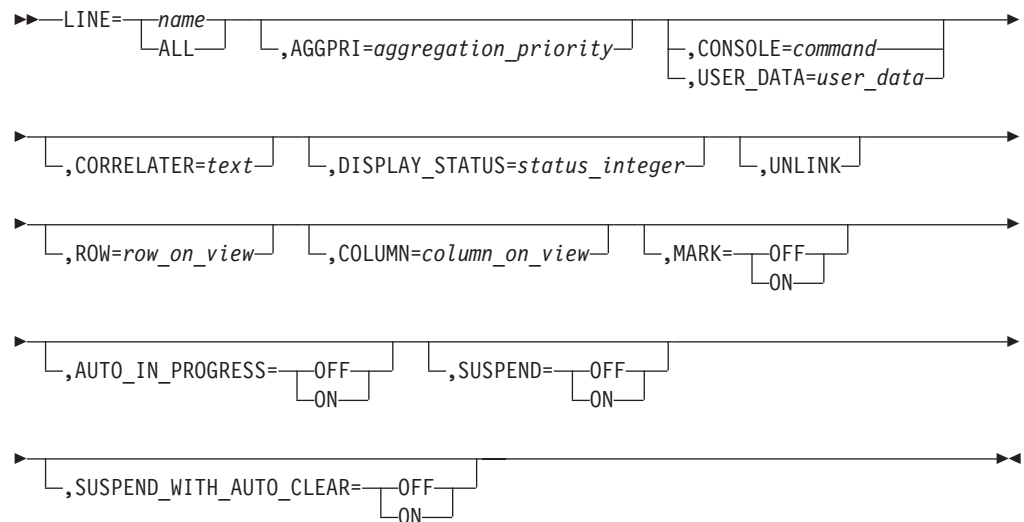 LINE= name ,AGGPRI=aggregation_priority ,CONSOLE=command
ALL ,USER_DATA=user_data
,CORRELATER=text ,DISPLAY_STATUS=status_integer ,UNLINK
,ROW=row_on_view ,COLUMN=column_on_view ,MARK= OFF
ON
,AUTO_IN_PROGRESS= OFF ,SUSPEND= OFF
ON ON
,SUSPEND_WITH_AUTO_CLEAR= OFF
ON